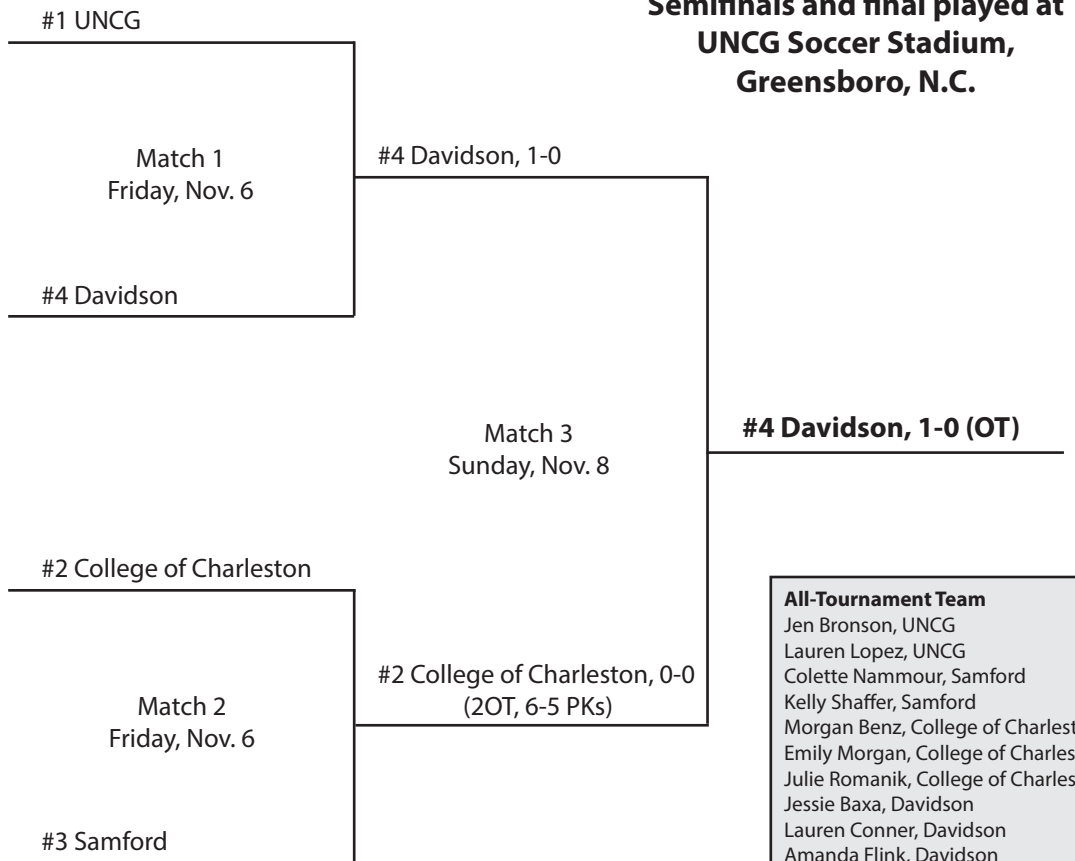 #1 UNCG
Semifinals and final played at
UNCG Soccer Stadium,
Greensboro, N.C.
Match 1
Friday, Nov. 6
#4 Davidson, 1-0
#4 Davidson
Match 3
Sunday, Nov. 8
#4 Davidson, 1-0 (OT)
#2 College of Charleston
#2 College of Charleston, 0-0
(2OT, 6-5 PKs)
Match 2
Friday, Nov. 6
#3 Samford
All-Tournament Team
Jen Bronson, UNCG
Lauren Lopez, UNCG
Colette Nammour, Samford
Kelly Shaffer, Samford
Morgan Benz, College of Charlest
Emily Morgan, College of Charles
Julie Romanik, College of Charles
Jessie Baxa, Davidson
Lauren Conner, Davidson
Amanda Flink, Davidson